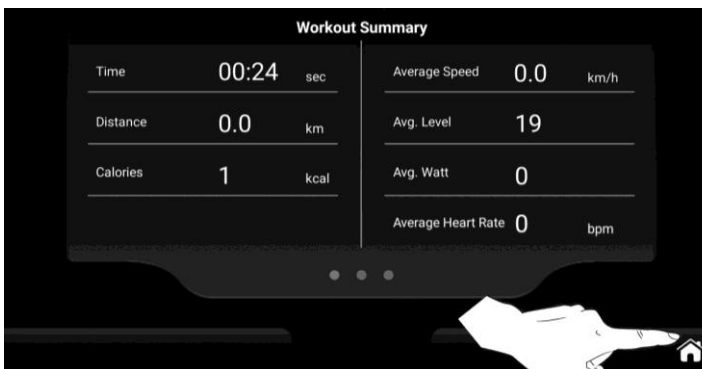 Workout Summary
Time 00:24 sec
Distance 0.0 km
Calories 1 kcal
Average Speed 0.0 km/h
Avg. Level 19
Avg. Watt 0
Average Heart Rate 0 bpm